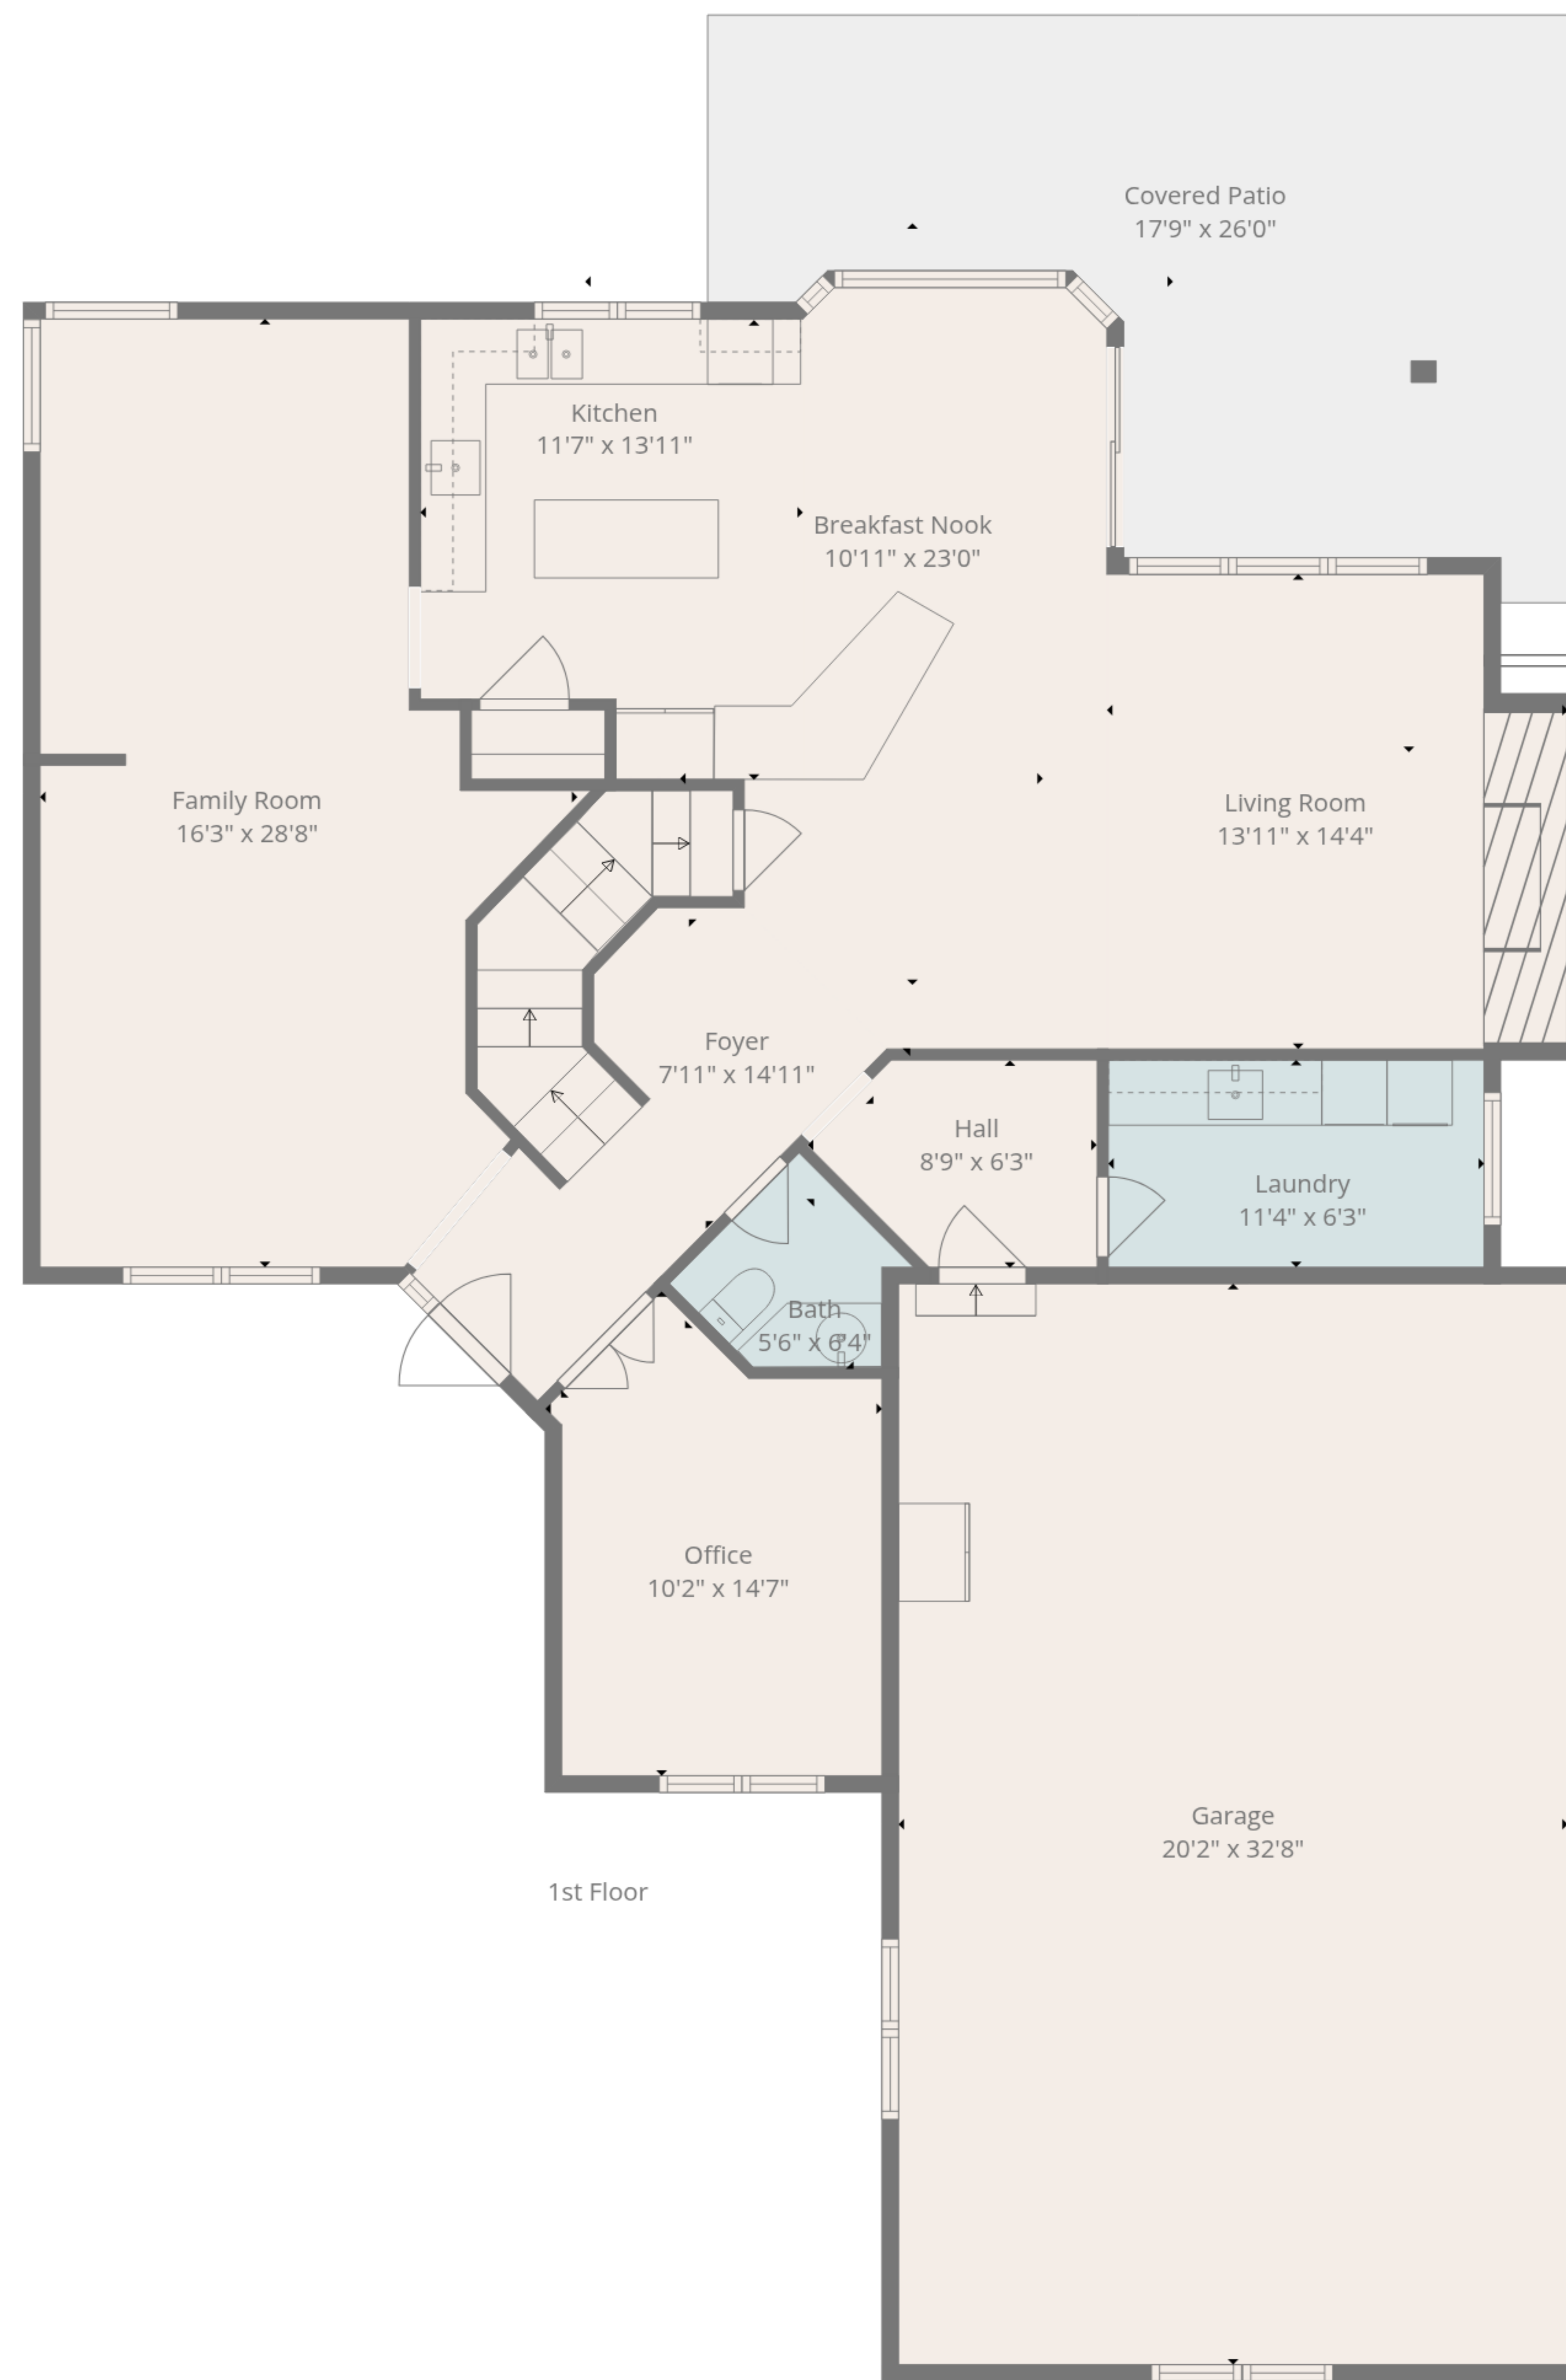 Covered Patio
17'9" x 26'0"
Kitchen
11'7" x 13'11"
Breakfast Nook
10'11" x 23'0"
Family Room
16'3" x 28'8"
Living Room
13'11" x 14'4"
Foyer
7'11" x 14'11"
Hall
8'9" x 6'3"
Laundry
11'4" x 6'3"
Bath
5'6" x 6'4"
Office
10'2" x 14'7"
Garage
20'2" x 32'8"
1st Floor